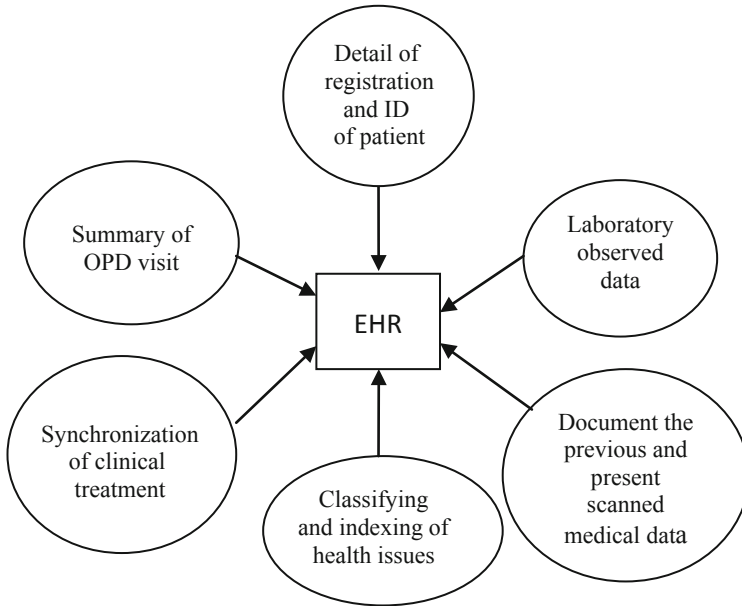 Detail of
registration
and ID
of patient
Summary of
OPD visit
Laboratory
observed
data
EHR
Synchronization
of clinical
treatment
Classifying
and indexing of
health issues
Document the
previous and
present
scanned
medical data